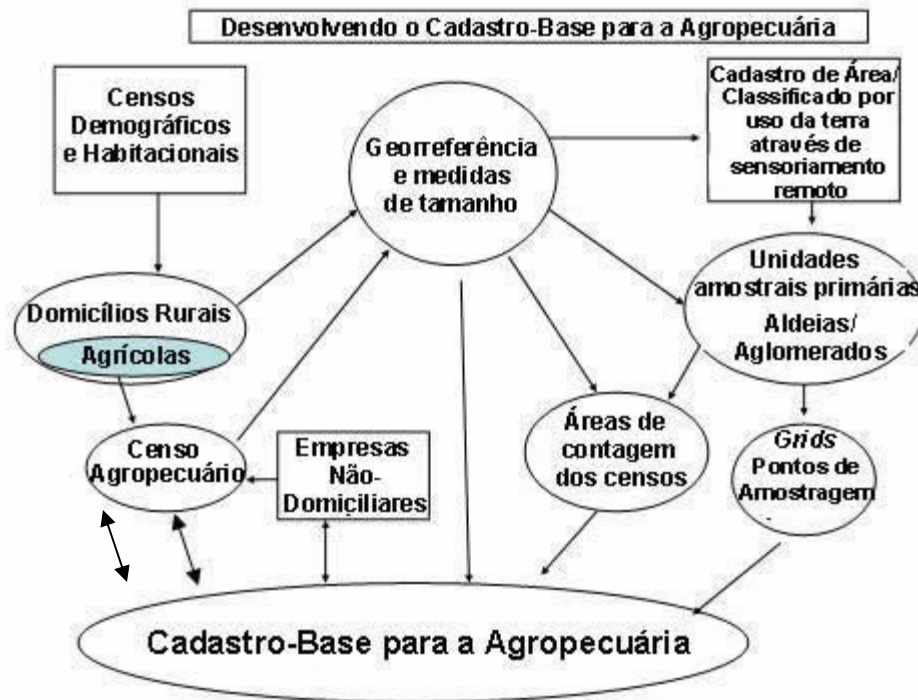 Desenvolvendo o Cadastro-Base para a Agropecuária
Censos
Demográficos
e Habitacionais
Georreferência
e medidas
de tamanho
Cadastro de Área/
Classificado por
uso da terra
através de
sensoriamento
remoto
Domicílios Rurais
Agrícolas
Unidades
amostrais primárias
Aldeias/
Aglomerados
Censo
Agropecuário
Empresas
Não-
Domiciliares
Áreas de
contagem
dos censos
Grids
Pontos de
Amostragem
Cadastro-Base para a Agropecuária